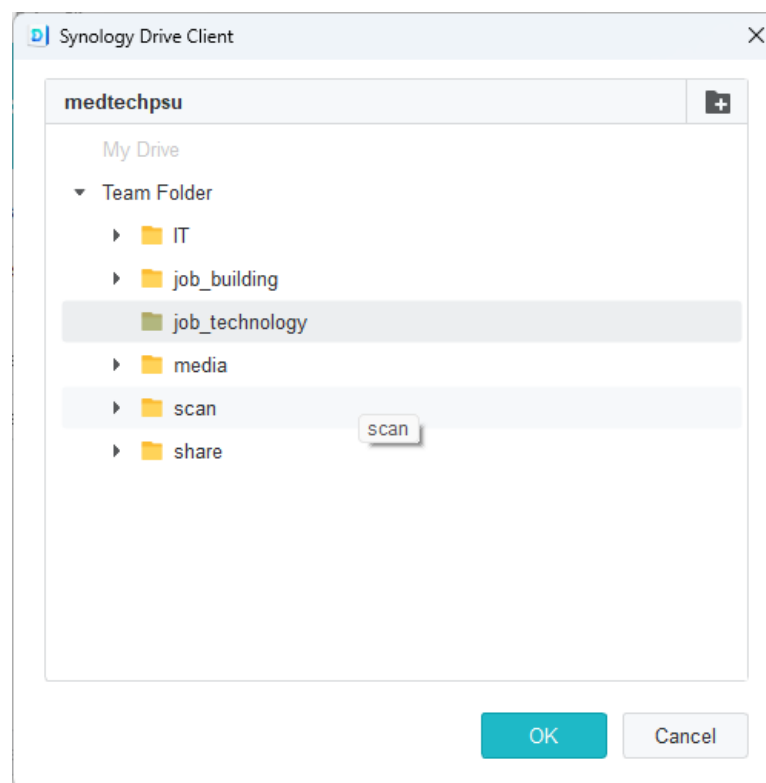 Synology Drive Client
medtechpsu
My Drive
Team Folder
IT
job_building
job_technology
media
scan
scan
share
OK Cancel